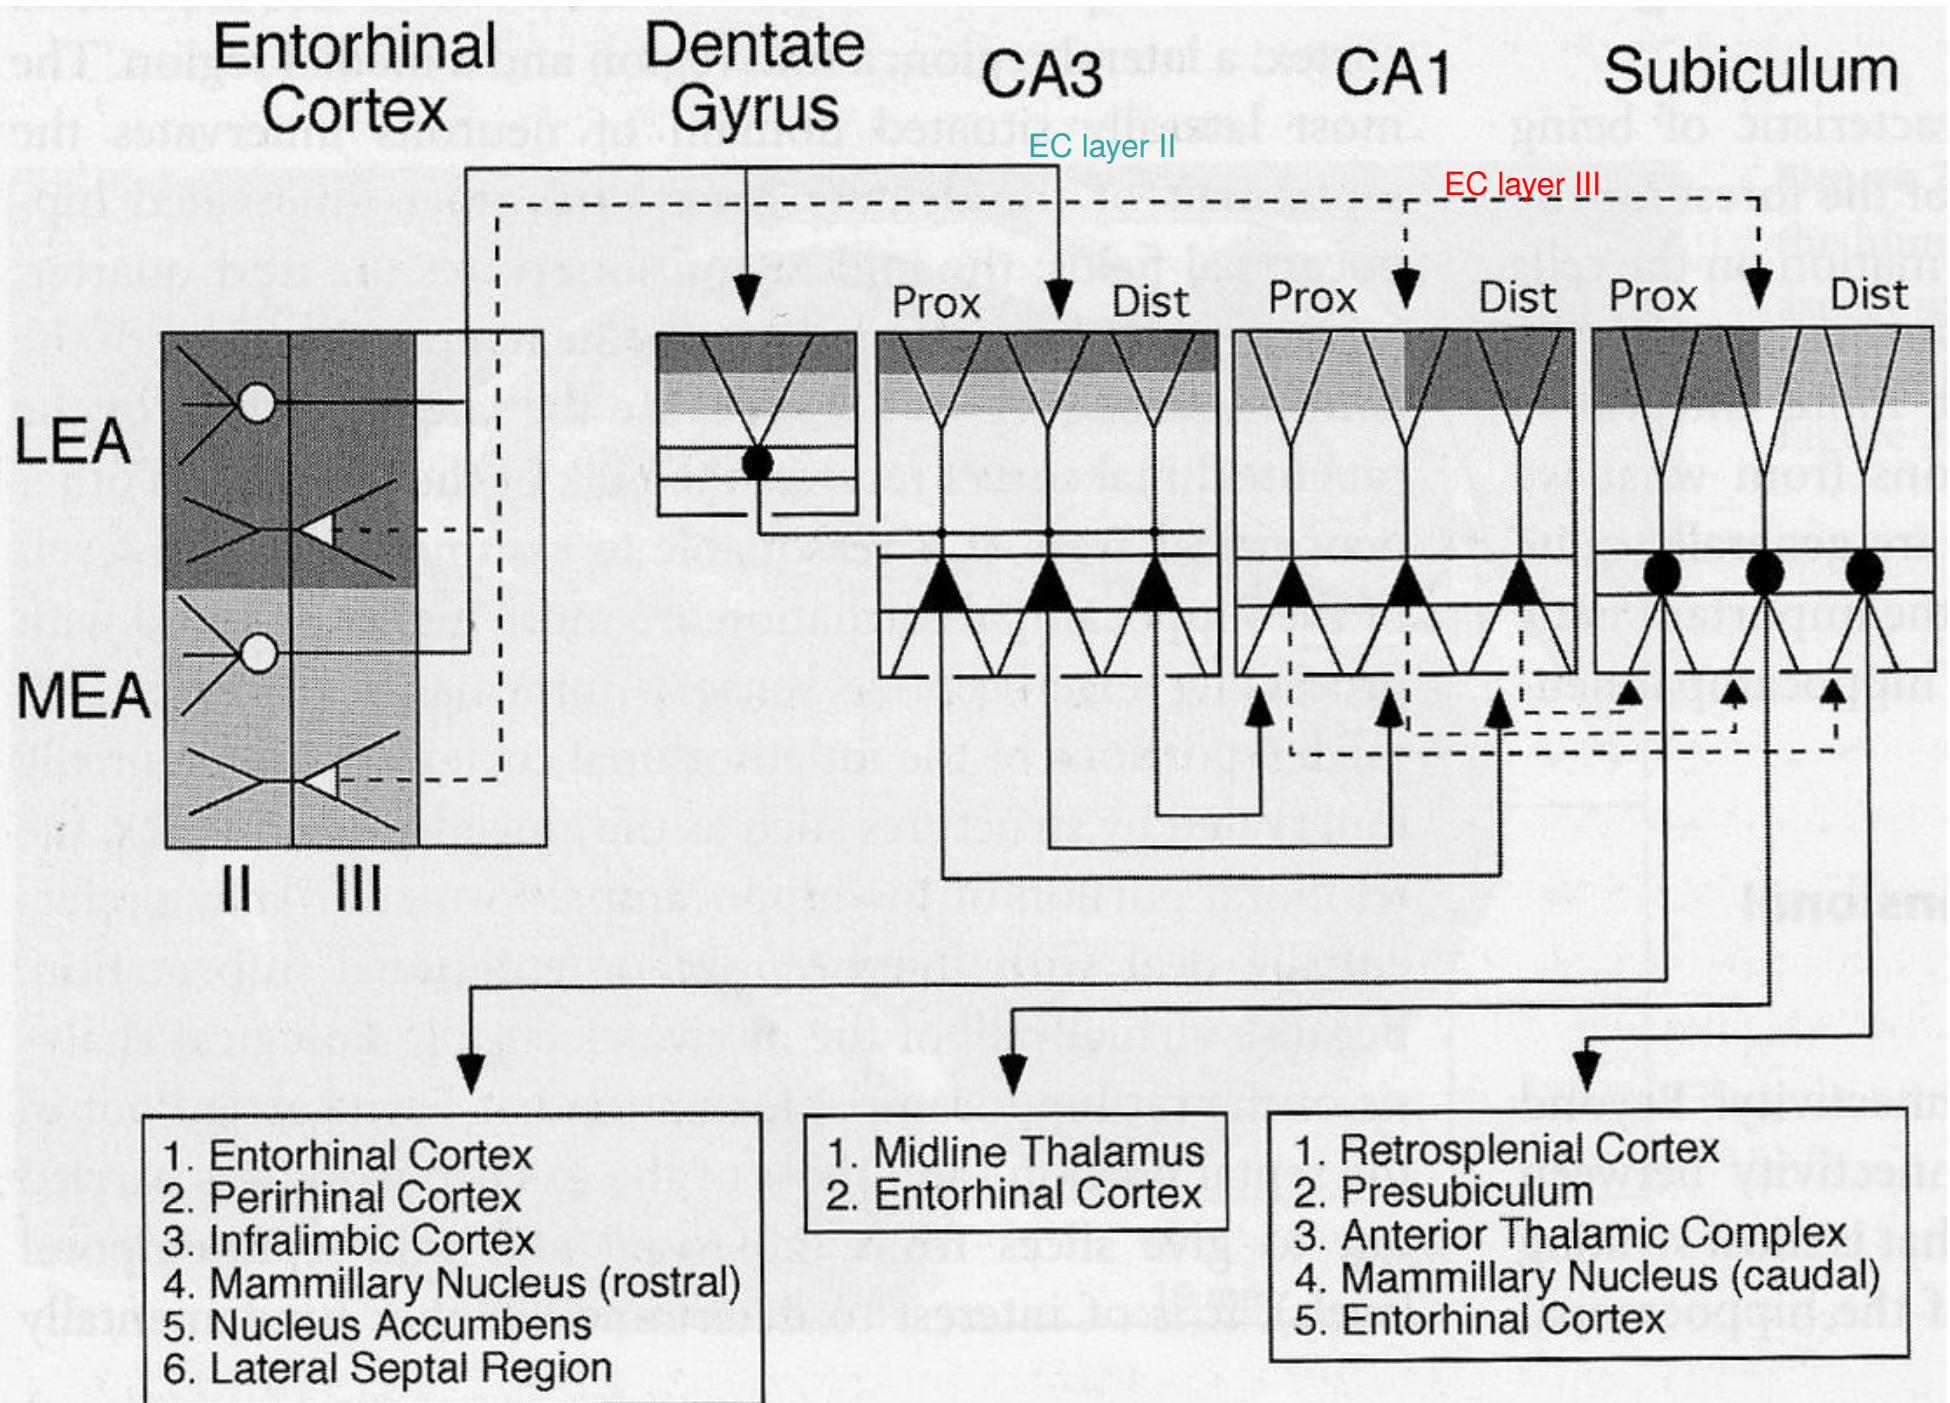 Entorhinal
Cortex
Dentate
Gyrus
CA3
CA1
Subiculum
EC layer II
EC layer III
Prox
Dist
Prox
Dist
Prox
Dist
LEA
MEA
II
III
1. Entorhinal Cortex
2. Perirhinal Cortex
3. Infralimbic Cortex
4. Mammillary Nucleus (rostral)
5. Nucleus Accumbens
6. Lateral Septal Region
1. Midline Thalamus
2. Entorhinal Cortex
1. Retrosplenial Cortex
2. Presubiculum
3. Anterior Thalamic Complex
4. Mammillary Nucleus (caudal)
5. Entorhinal Cortex